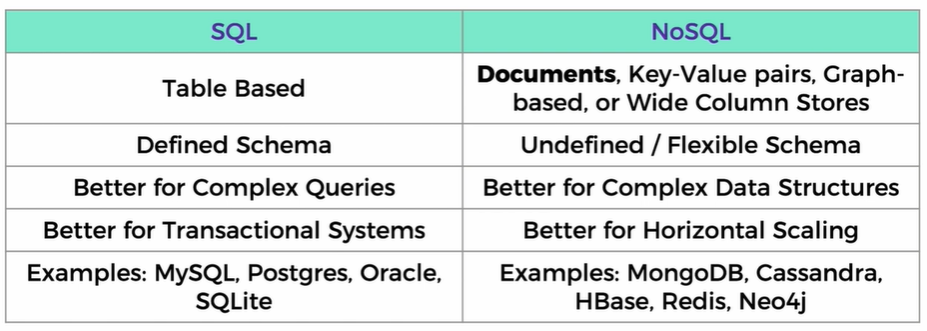 SQL
NoSQL
Table Based
Documents, Key-Value pairs, Graph-
based, or Wide Column Stores
Defined Schema
Undefined / Flexible Schema
Better for Complex Queries
Better for Complex Data Structures
Better for Transactional Systems
Better for Horizontal Scaling
Examples: MySQL, Postgres, Oracle,
SQLite
Examples: MongoDB, Cassandra,
HBase, Redis, Neo4j